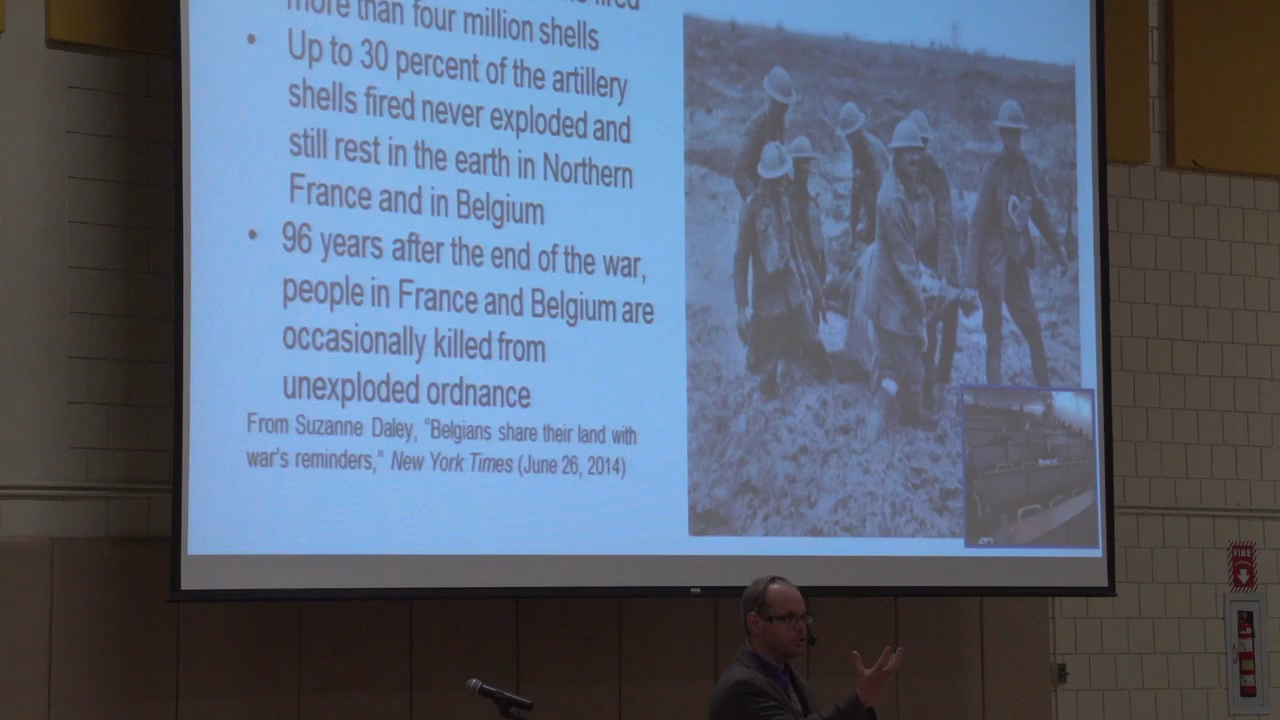 more than four million shells
• Up to 30 percent of the artillery
shells fired never exploded and
still rest in the earth in Northern
France and in Belgium
• 96 years after the end of the war,
people in France and Belgium are
occasionally killed from
unexploded ordnance
From Suzanne Daley, “Belgians share their land with
war’s reminders,” New York Times (June 26, 2014)
FIRE